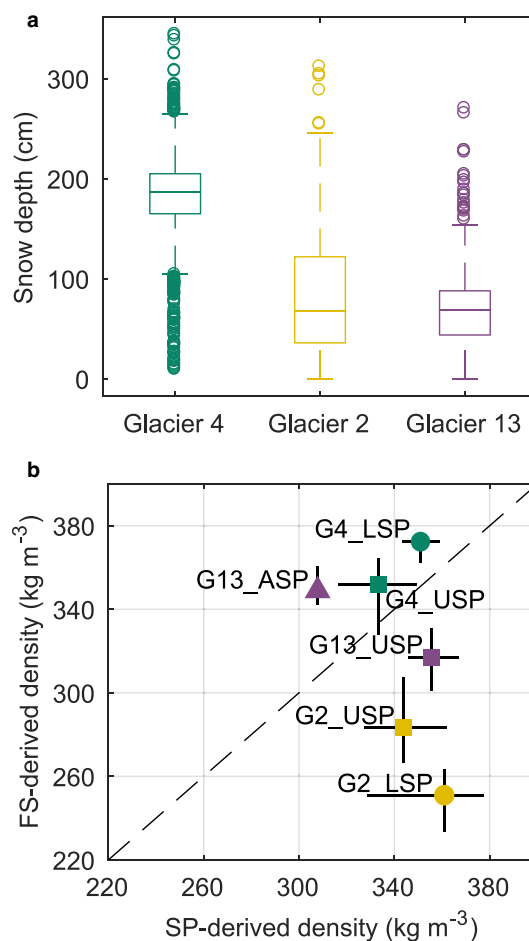 a
Snow depth (cm)
300
200
100
0
Glacier 4 Glacier 2 Glacier 13
b
FS-derived density (kg m⁻³)
380
340
300
260
220
G4_LSP
G13_ASP
G4_USP
G13_USP
G2_USP
G2_LSP
220 260 300 340 380
SP-derived density (kg m⁻³)